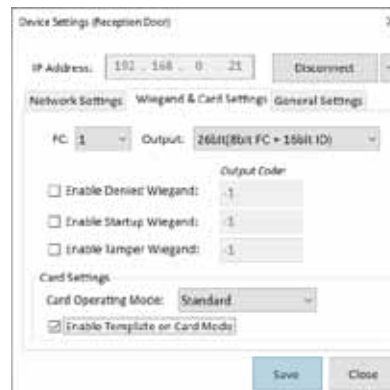 Device Settings (Reception Door)
IP Address: 192 . 168 . 0 . 21 Disconnect
Network Settings Wiegand & Card Settings General Settings
FC: 1 Output: 26bit(8bit FC + 16bit ID)
Output Code:
Enable Denied Wiegand: -1
Enable Startup Wiegand: -1
Enable Tamper Wiegand: -1
Card Settings
Card Operating Mode: Standard
Enable Template on Card Mode
Save Close